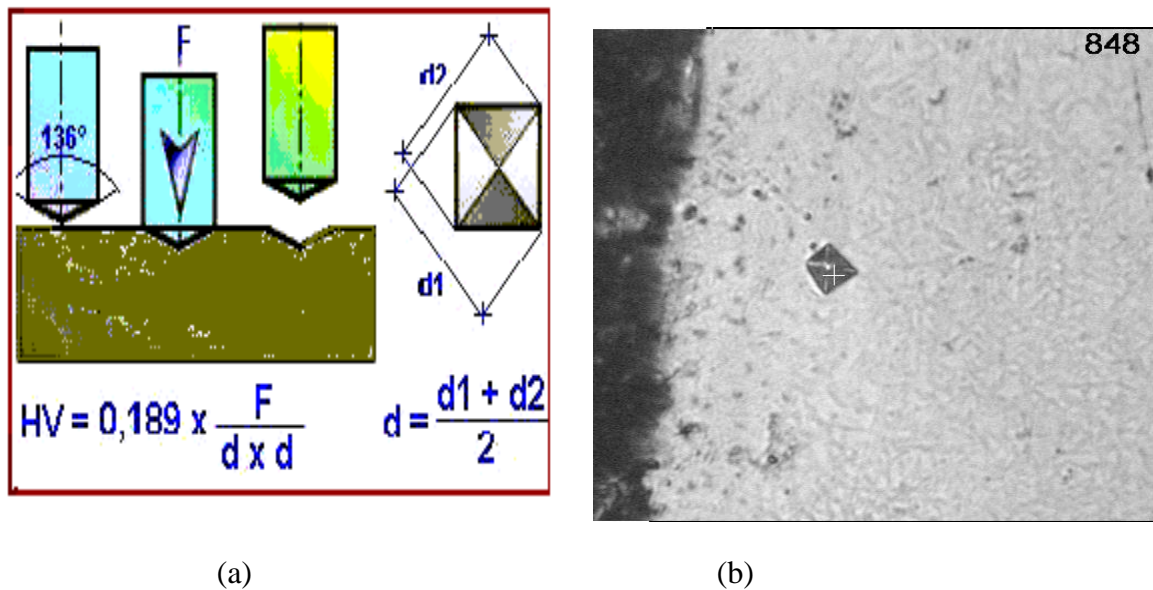 F
d2
136°
d1
HV = 0,189 x F / d x d
d = d1 + d2 / 2
848
(a)
(b)